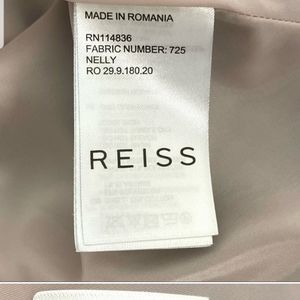 MADE IN ROMANIA
RN114836
FABRIC NUMBER: 725
NELLY
RO 29.9.180.20
REISS